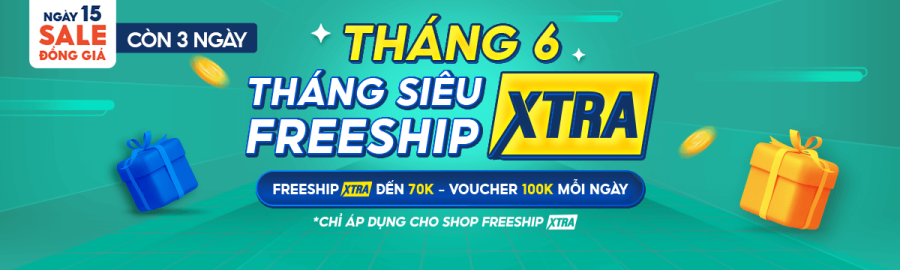 NGÀY 15
SALE
ĐỒNG GIÁ
CÒN 3 NGÀY
THÁNG 6
THÁNG SIÊU
FREESHIP XTRA
FREESHIP XTRA ĐẾN 70K - VOUCHER 100K MỖI NGÀY
*CHỈ ÁP DỤNG CHO SHOP FREESHIP XTRA